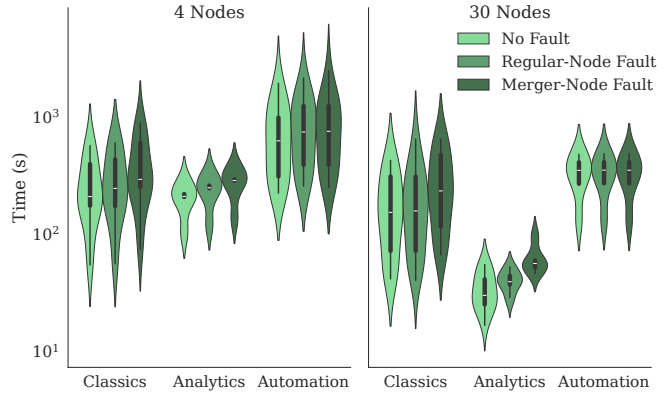 4 Nodes
30 Nodes
No Fault
Regular-Node Fault
Merger-Node Fault
Time (s)
10³
10²
10¹
Classics Analytics Automation
Classics Analytics Automation